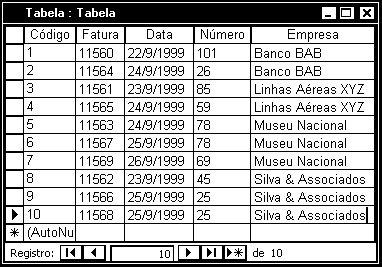 Tabela : Tabela
Código Fatura Data Número Empresa
1 11560 22/9/1999 101 Banco BAB
2 11564 24/9/1999 26 Banco BAB
3 11561 23/9/1999 85 Linhas Aéreas XYZ
4 11565 24/9/1999 59 Linhas Aéreas XYZ
5 11563 24/9/1999 78 Museu Nacional
6 11567 25/9/1999 78 Museu Nacional
7 11569 26/9/1999 69 Museu Nacional
8 11562 23/9/1999 45 Silva & Associados
9 11566 25/9/1999 25 Silva & Associados
10 11568 25/9/1999 25 Silva & Associados
(AutoNu
Registro: 10 de 10